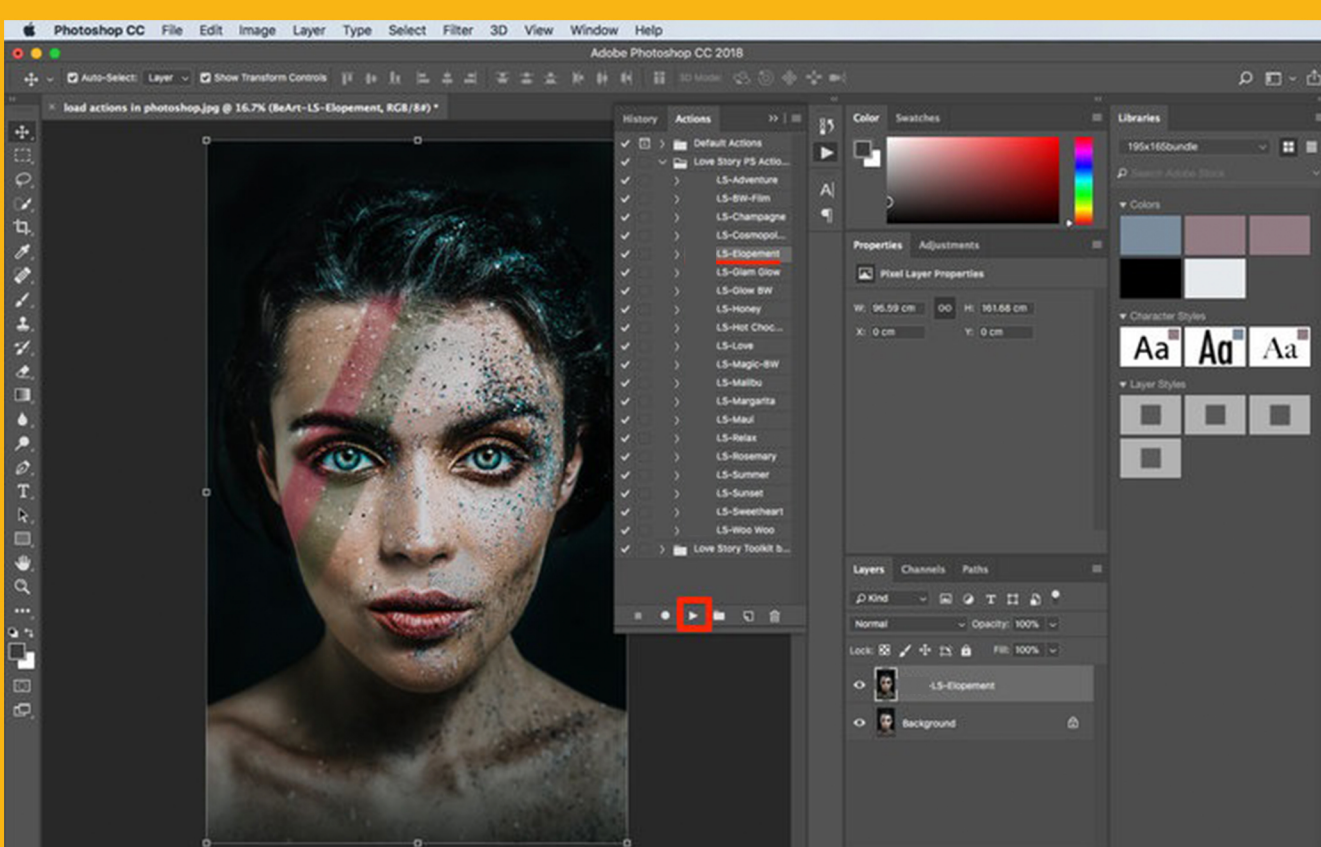 Photoshop CC File Edit Image Layer Type Select Filter 3D View Window Help
Adobe Photoshop CC 2018
Auto-Select: Layer Show Transform Controls 3D Mode:
load actions in photoshop.jpg @ 16.7% (BeArt-LS-Elopement, RGB/8#) *
History Actions
Default Actions
Love Story PS Actio...
LS-Adventure
LS-BW-Film
LS-Champagne
LS-Cosmopol...
LS-Elopement
LS-Glam Glow
LS-Glow BW
LS-Honey
LS-Hot Choc...
LS-Love
LS-Magic-BW
LS-Malibu
LS-Margarita
LS-Maui
LS-Relax
LS-Rosemary
LS-Summer
LS-Sunset
LS-Sweetheart
LS-Woo Woo
Love Story Toolkit b...
Color Swatches
Properties Adjustments
Pixel Layer Properties
W: 96.59 cm H: 161.68 cm
X: 0 cm Y: 0 cm
Layers Channels Paths
Kind
Normal Opacity: 100%
Lock: Fill: 100%
-LS-Elopement
Background
Libraries
195x165bundle
Search Adobe Stock
Colors
Character Styles
Aa Aa Aa
Layer Styles